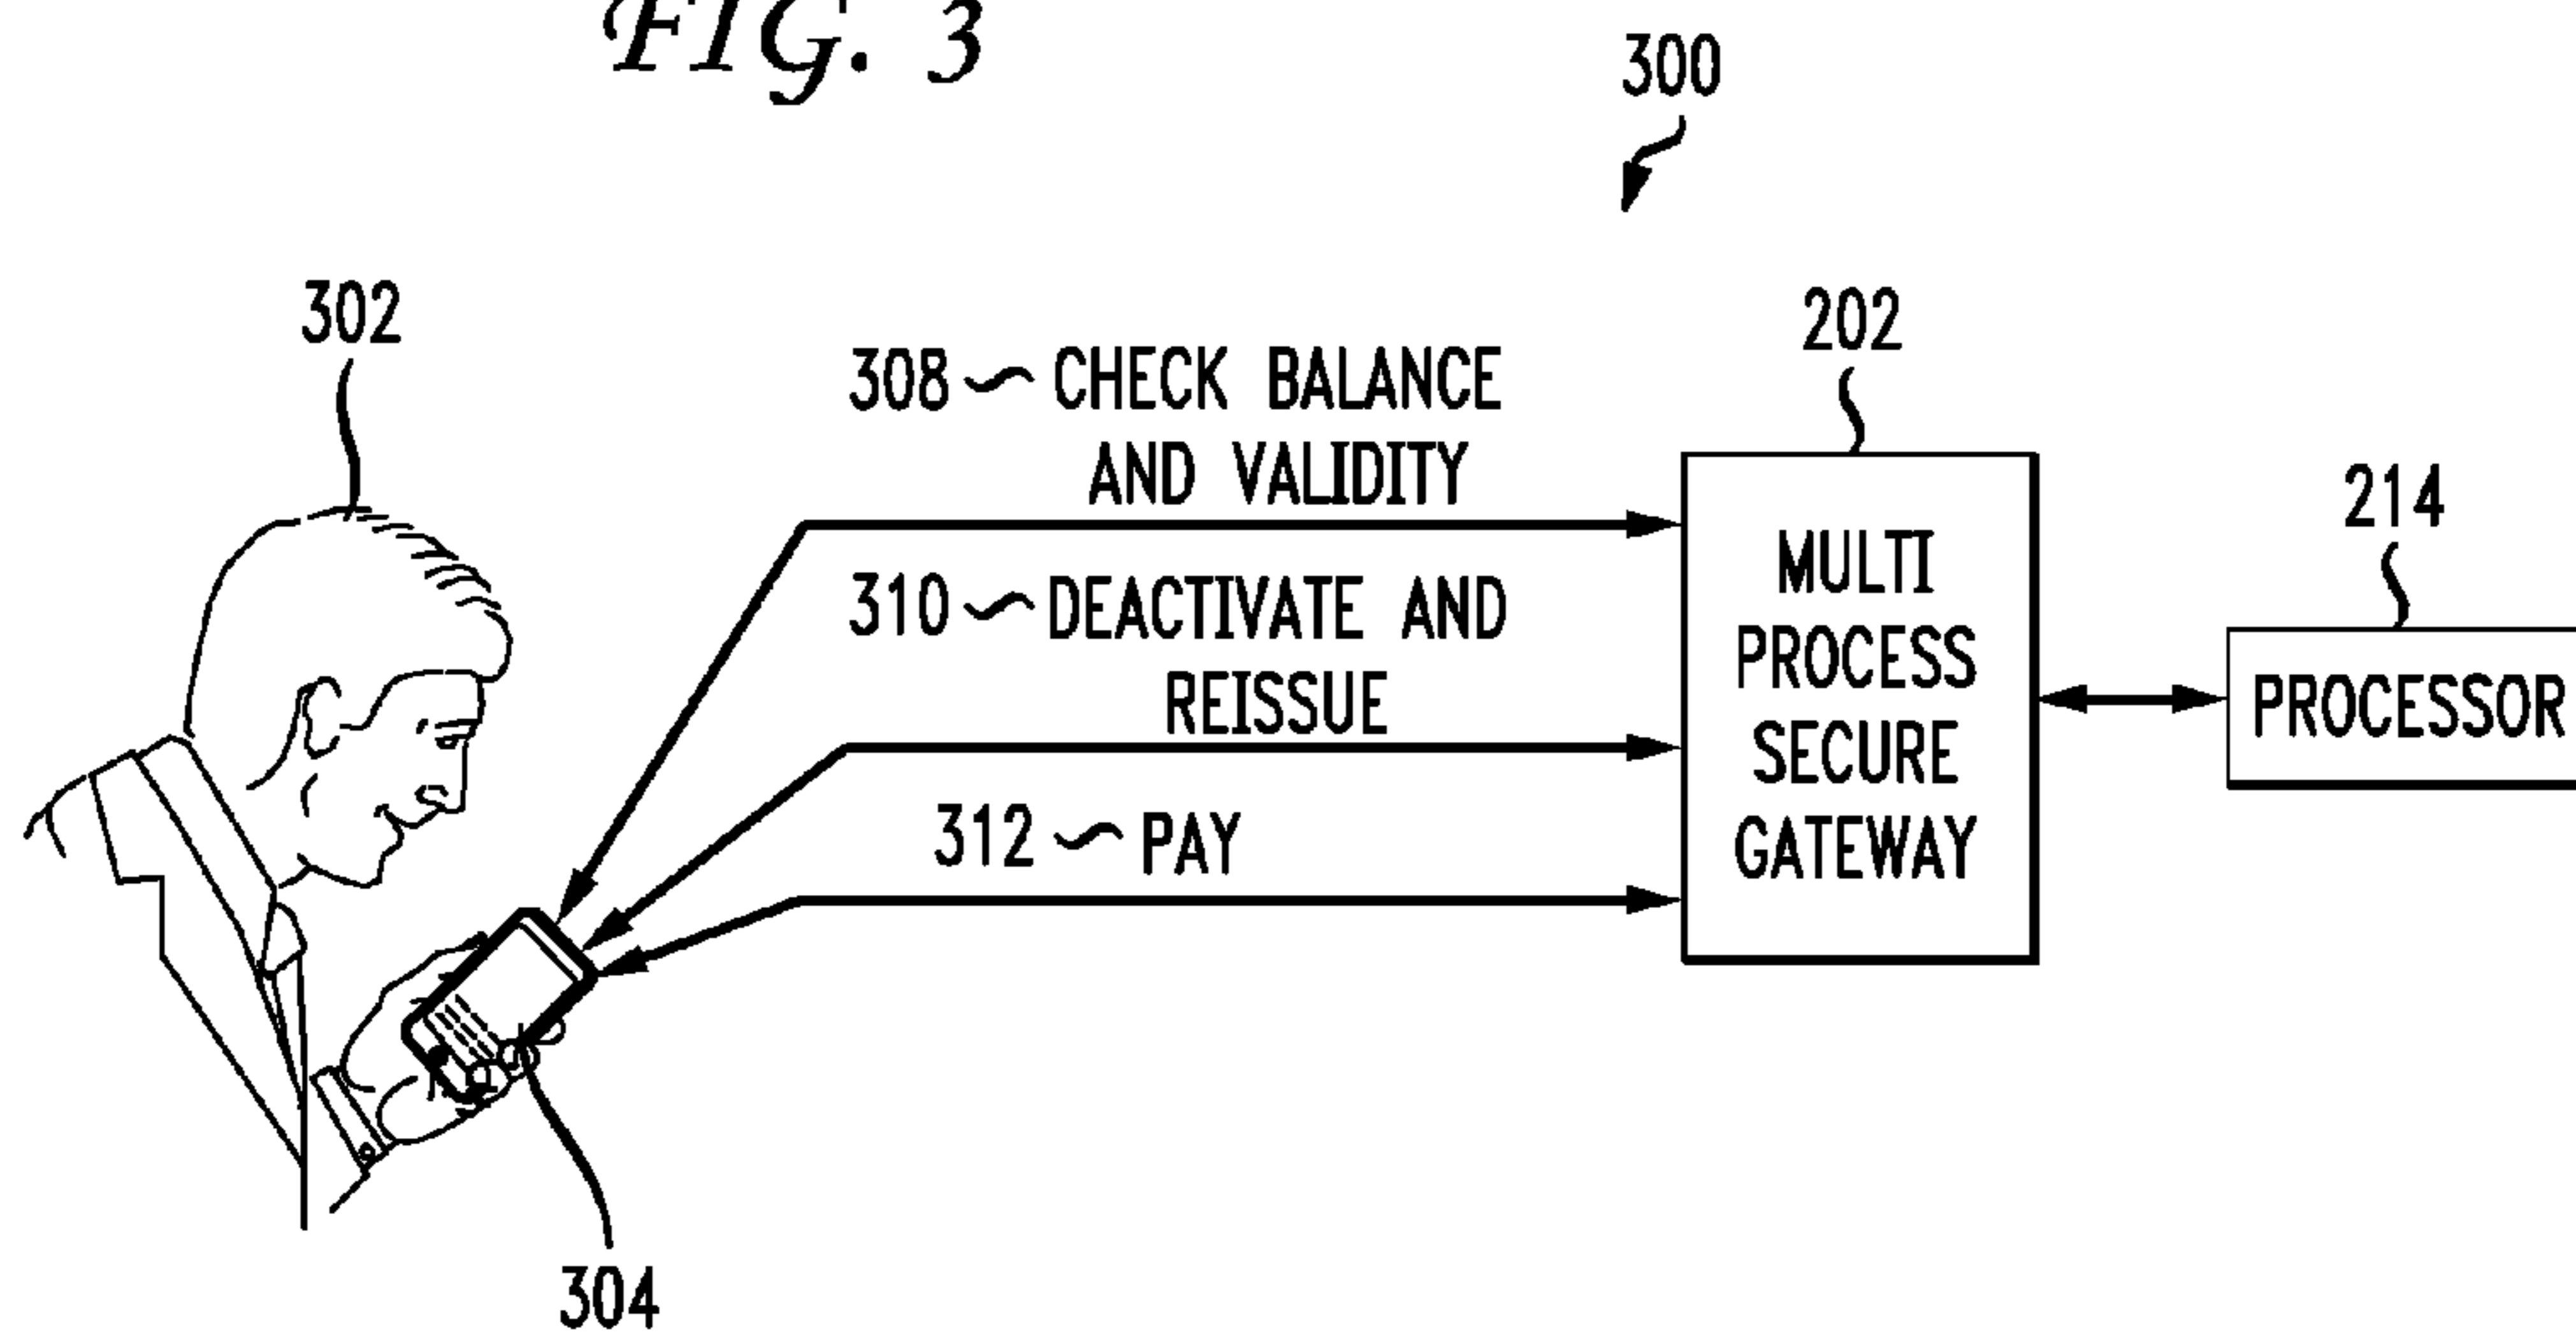 FIG. 3
300
302
308 CHECK BALANCE
AND VALIDITY
310 DEACTIVATE AND
REISSUE
312 PAY
202
MULTI
PROCESS
SECURE
GATEWAY
214
PROCESSOR
304